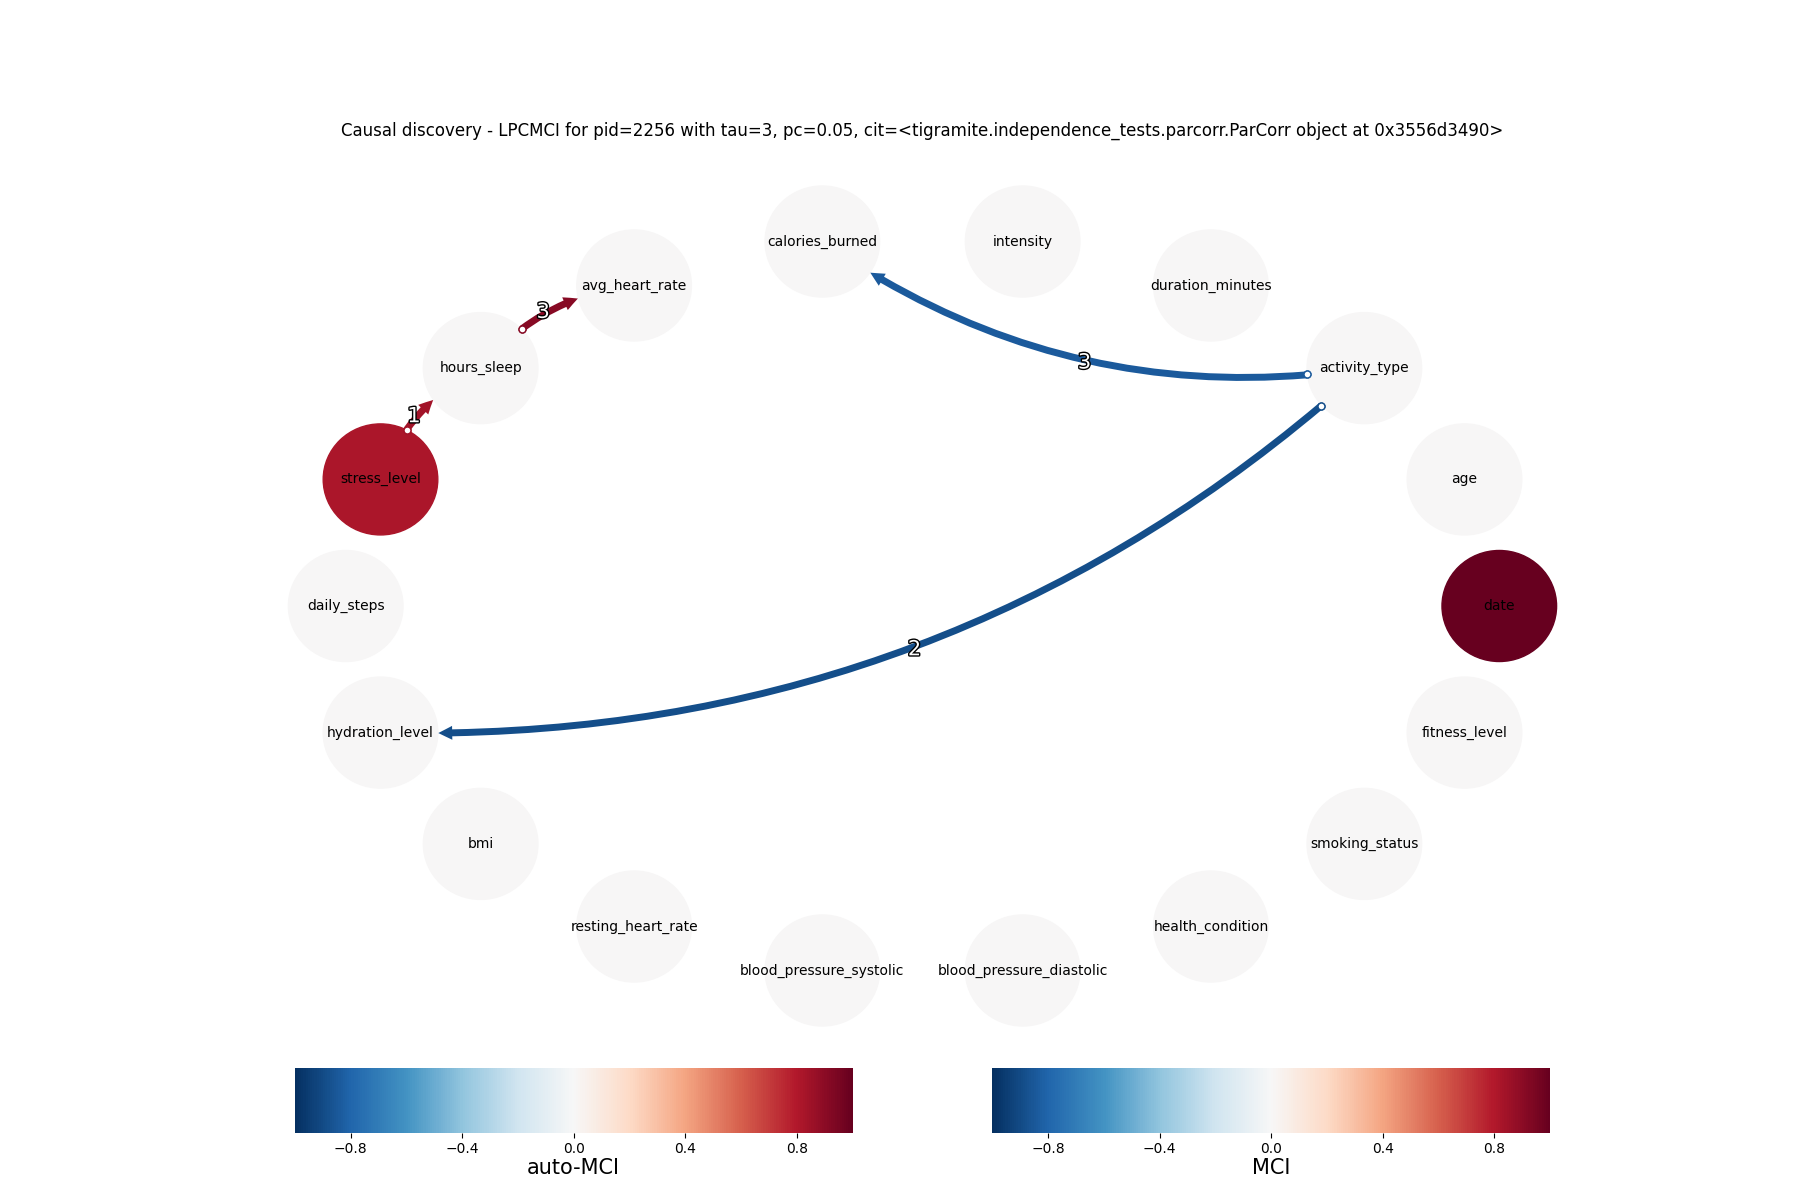 Causal discovery - LPCMCI for pid=2256 with tau=3, pc=0.05, cit=<tigramite.independence_tests.parcorr.ParCorr object at 0x3556d3490>
calories_burned
intensity
avg_heart_rate
duration_minutes
3
3
hours_sleep
activity_type
1
stress_level
age
daily_steps
date
2
hydration_level
fitness_level
bmi
smoking_status
resting_heart_rate
health_condition
blood_pressure_systolic
blood_pressure_diastolic
−0.8 −0.4 0.0 0.4 0.8
auto-MCI
−0.8 −0.4 0.0 0.4 0.8
MCI